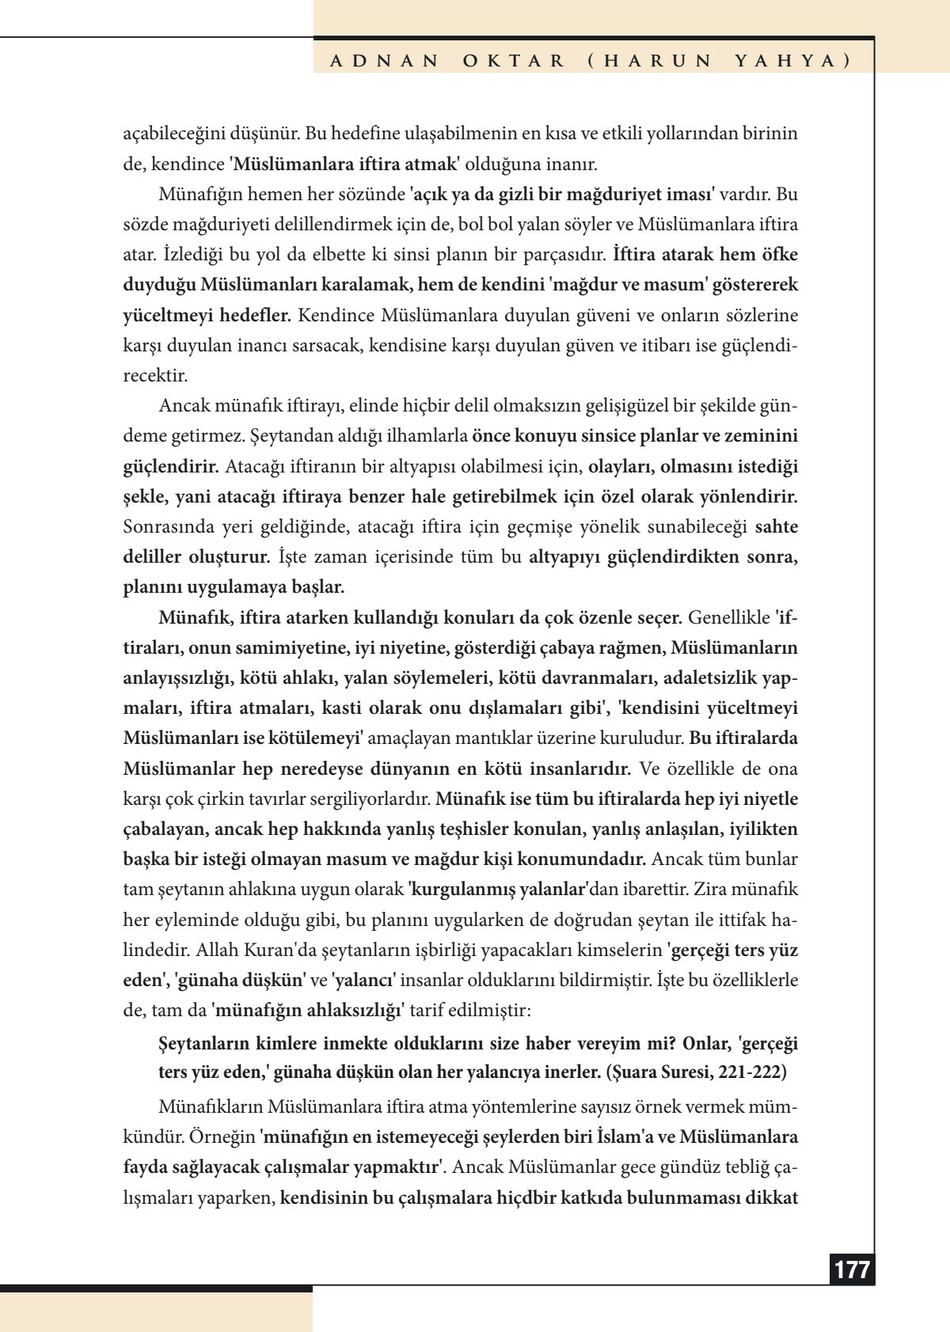 ADNAN OKTAR (HARUN YAHYA)
açabileceğini düşünür. Bu hedefine ulaşabilmenin en kısa ve etkili yollarından birinin
de, kendince 'Müslümanlara iftira atmak' olduğuna inanır.
Münafığın hemen her sözünde 'açık ya da gizli bir mağduriyet iması' vardır. Bu
sözde mağduriyeti delillendirmek için de, bol bol yalan söyler ve Müslümanlara iftira
atar. İzlediği bu yol da elbette ki sinsi planın bir parçasıdır. İftira atarak hem öfke
duyduğu Müslümanları karalamak, hem de kendini 'mağdur ve masum' göstererek
yüceltmeyi hedefler. Kendince Müslümanlara duyulan güveni ve onların sözlerine
karşı duyulan inancı sarsacak, kendisine karşı duyulan güven ve itibarı ise güçlendi-
recektir.
Ancak münafık iftirayı, elinde hiçbir delil olmaksızın gelişigüzel bir şekilde gün-
deme getirmez. Şeytandan aldığı ilhamlarla önce konuyu sinsice planlar ve zeminini
güçlendirir. Atacağı iftiranın bir altyapısı olabilmesi için, olayları, olmasını istediği
şekle, yani atacağı iftiraya benzer hale getirebilmek için özel olarak yönlendirir.
Sonrasında yeri geldiğinde, atacağı iftira için geçmişe yönelik sunabileceği sahte
deliller oluşturur. İşte zaman içerisinde tüm bu altyapıyı güçlendirdikten sonra,
planını uygulamaya başlar.
Münafık, iftira atarken kullandığı konuları da çok özenle seçer. Genellikle 'if-
tiraları, onun samimiyetine, iyi niyetine, gösterdiği çabaya rağmen, Müslümanların
anlayışsızlığı, kötü ahlakı, yalan söylemeleri, kötü davranmaları, adaletsizlik yap-
maları, iftira atmaları, kasti olarak onu dışlamaları gibi', 'kendisini yüceltmeyi
Müslümanları ise kötülemeyi' amaçlayan mantıklar üzerine kuruludur. Bu iftiralarda
Müslümanlar hep neredeyse dünyanın en kötü insanlarıdır. Ve özellikle de ona
karşı çok çirkin tavırlar sergiliyorlardır. Münafık ise tüm bu iftiralarda hep iyi niyetle
çabalayan, ancak hep hakkında yanlış teşhisler konulan, yanlış anlaşılan, iyilikten
başka bir isteği olmayan masum ve mağdur kişi konumundadır. Ancak tüm bunlar
tam şeytanın ahlakına uygun olarak 'kurgulanmış yalanlar'dan ibarettir. Zira münafık
her eyleminde olduğu gibi, bu planını uygularken de doğrudan şeytan ile ittifak ha-
lindedir. Allah Kuran'da şeytanların işbirliği yapacakları kimselerin 'gerçeği ters yüz
eden', 'günaha düşkün' ve 'yalancı' insanlar olduklarını bildirmiştir. İşte bu özelliklerle
de, tam da 'münafığın ahlaksızlığı' tarif edilmiştir:
Şeytanların kimlere inmekte olduklarını size haber vereyim mi? Onlar, 'gerçeği
ters yüz eden,' günaha düşkün olan her yalancıya inerler. (Şuara Suresi, 221-222)
Münafıkların Müslümanlara iftira atma yöntemlerine sayısız örnek vermek müm-
kündür. Örneğin 'münafığın en istemeyeceği şeylerden biri İslam'a ve Müslümanlara
fayda sağlayacak çalışmalar yapmaktır'. Ancak Müslümanlar gece gündüz tebliğ ça-
lışmaları yaparken, kendisinin bu çalışmalara hiçdbir katkıda bulunmaması dikkat
177